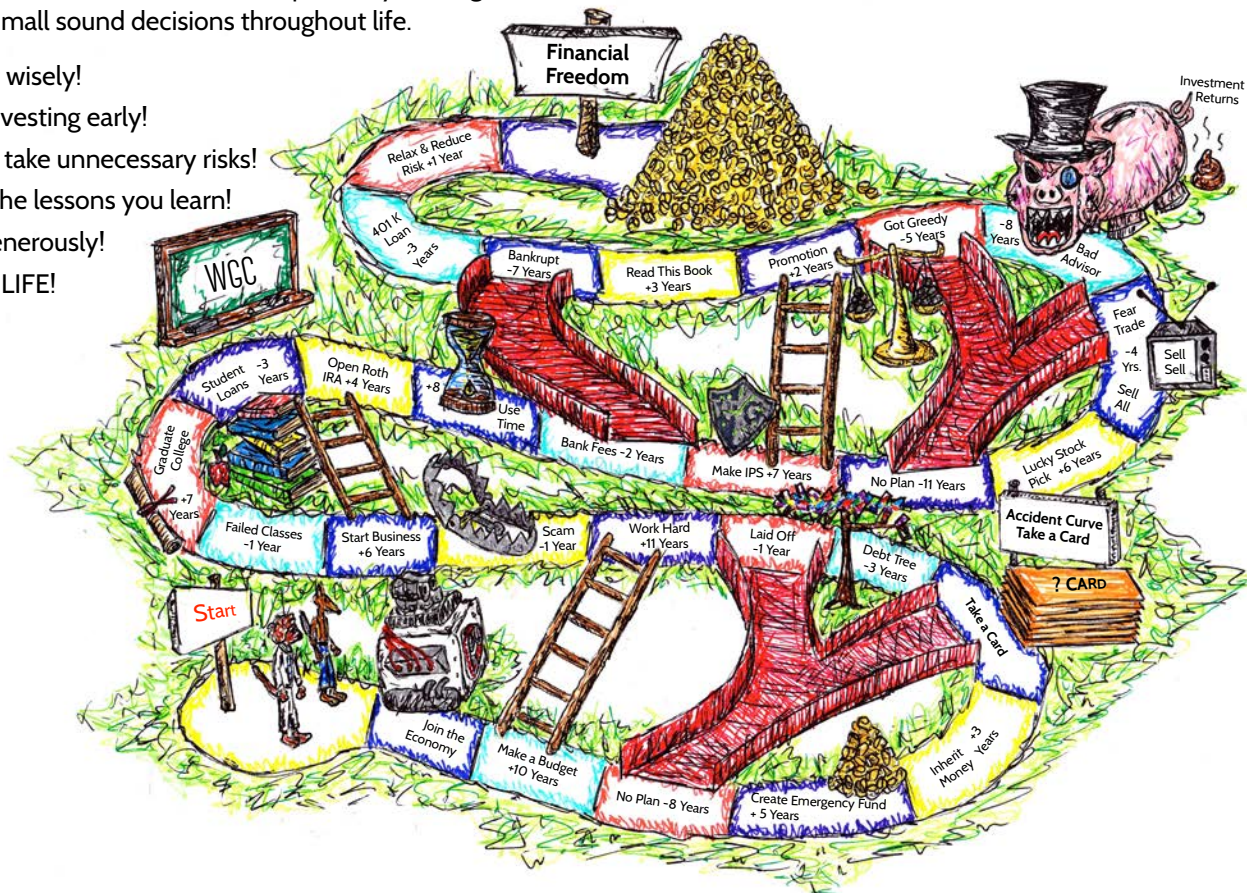 mall sound decisions throughout life.
wisely!
vesting early!
take unnecessary risks!
he lessons you learn!
enerously!
LIFE!
Financial
Freedom
Investment
Returns
Relax & Reduce
Risk +1 Year
401 K
Loan
-3
Years
Bankrupt
-7 Years
Read This Book
+3 Years
Promotion
+2 Years
Got Greedy
-5 Years
-8
Years
Bad
Advisor
Fear
Trade
-4
Yrs.
Sell
All
Sell
Sell
WGC
Student
Loans
-3
Years
Open Roth
IRA +4 Years
+8
Use
Time
Bank Fees -2 Years
Make IPS +7 Years
No Plan -11 Years
Lucky Stock
Pick +6 Years
Graduate
College
+7
Years
Failed Classes
-1 Year
Start Business
+6 Years
Scam
-1 Year
Work Hard
+11 Years
Laid Off
-1 Year
Debt Tree
-3 Years
Accident Curve
Take a Card
? CARD
Take a Card
Start
Join the
Economy
Make a Budget
+10 Years
No Plan -8 Years
Create Emergency Fund
+ 5 Years
Inherit
Money
+3
Years